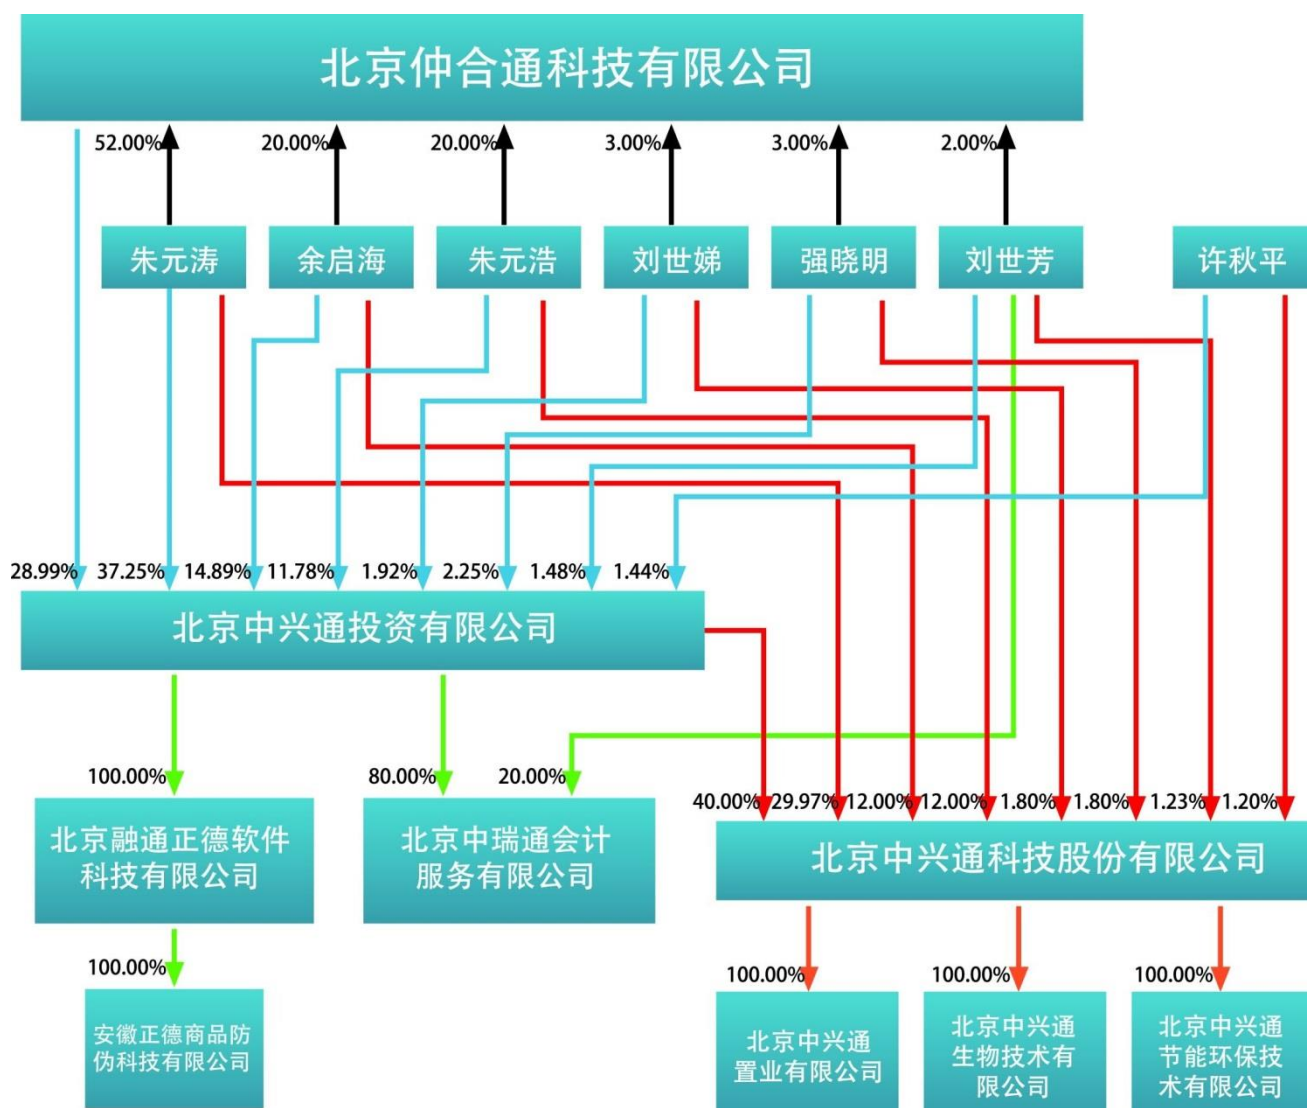 北京仲合通科技有限公司
52.00%
20.00%
20.00%
3.00%
3.00%
2.00%
朱元涛
余启海
朱元浩
刘世娣
强晓明
刘世芳
许秋平
28.99%
37.25%
14.89%
11.78%
1.92%
2.25%
1.48%
1.44%
北京中兴通投资有限公司
100.00%
80.00%
20.00%
40.00%
29.97%
12.00%
12.00%
1.80%
1.80%
1.23%
1.20%
北京融通正德软件
科技有限公司
北京中瑞通会计
服务有限公司
北京中兴通科技股份有限公司
100.00%
100.00%
100.00%
100.00%
安徽正德商品防
伪科技有限公司
北京中兴通
置业有限公司
北京中兴通
生物技术有
限公司
北京中兴通
节能环保技
术有限公司